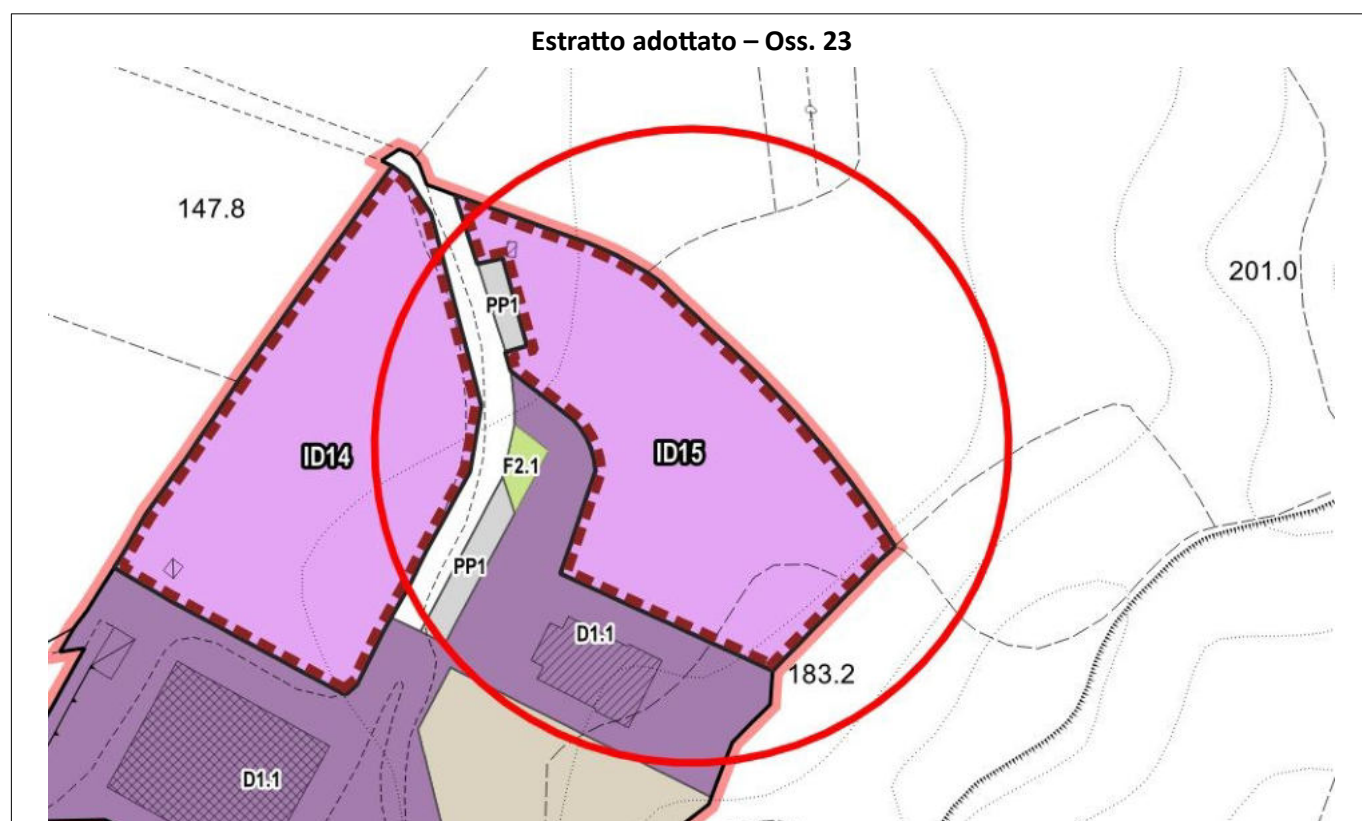 Estratto adottato – Oss. 23
147.8
201.0
PP1
ID14
ID15
F2.1
PP1
D1.1
183.2
D1.1